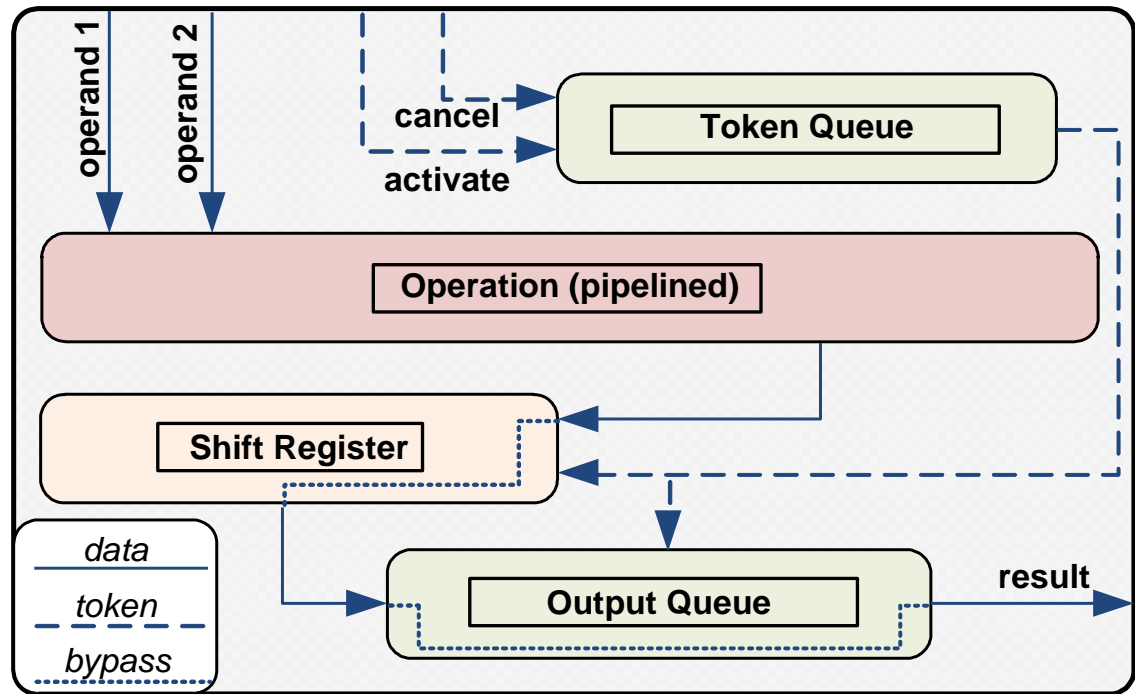 operand 1
operand 2
cancel
activate
Token Queue
Operation (pipelined)
Shift Register
data
token
bypass
Output Queue
result